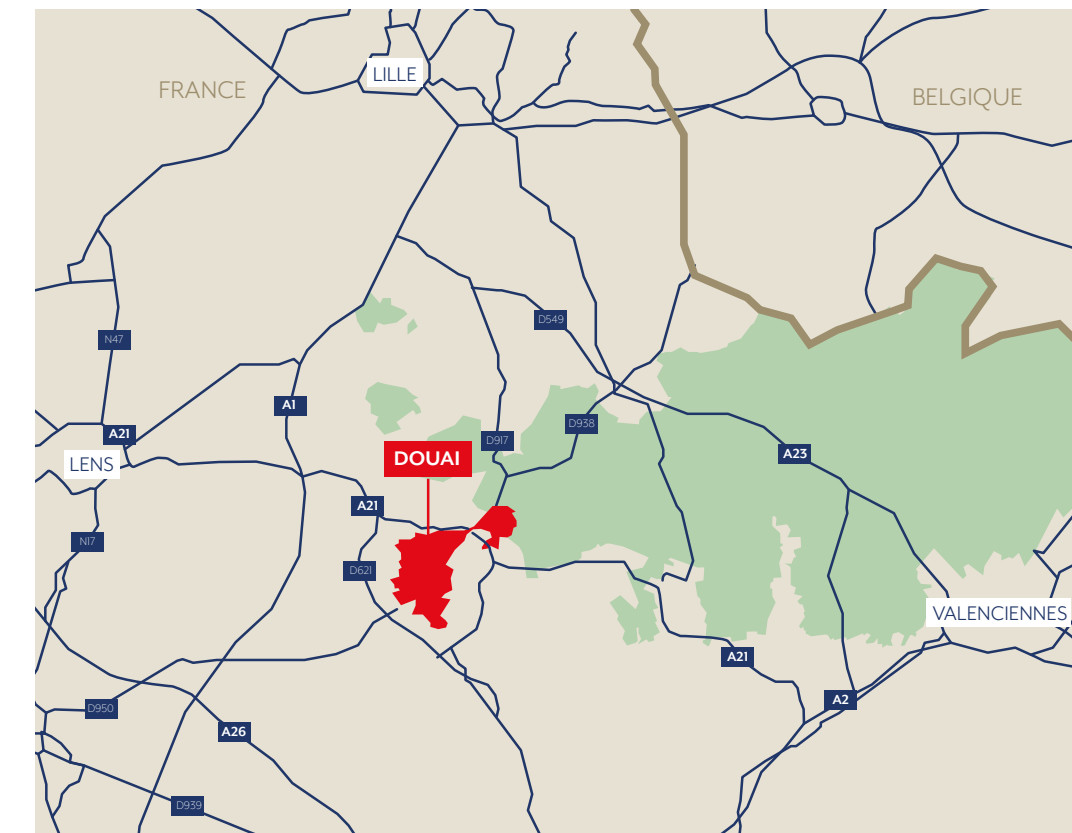 LILLE
FRANCE
BELGIQUE
D549
N47
A1
D938
A21
D917
A23
DOUAI
LENS
A21
N17
D621
VALENCIENNES
A21
A2
D950
A26
D939